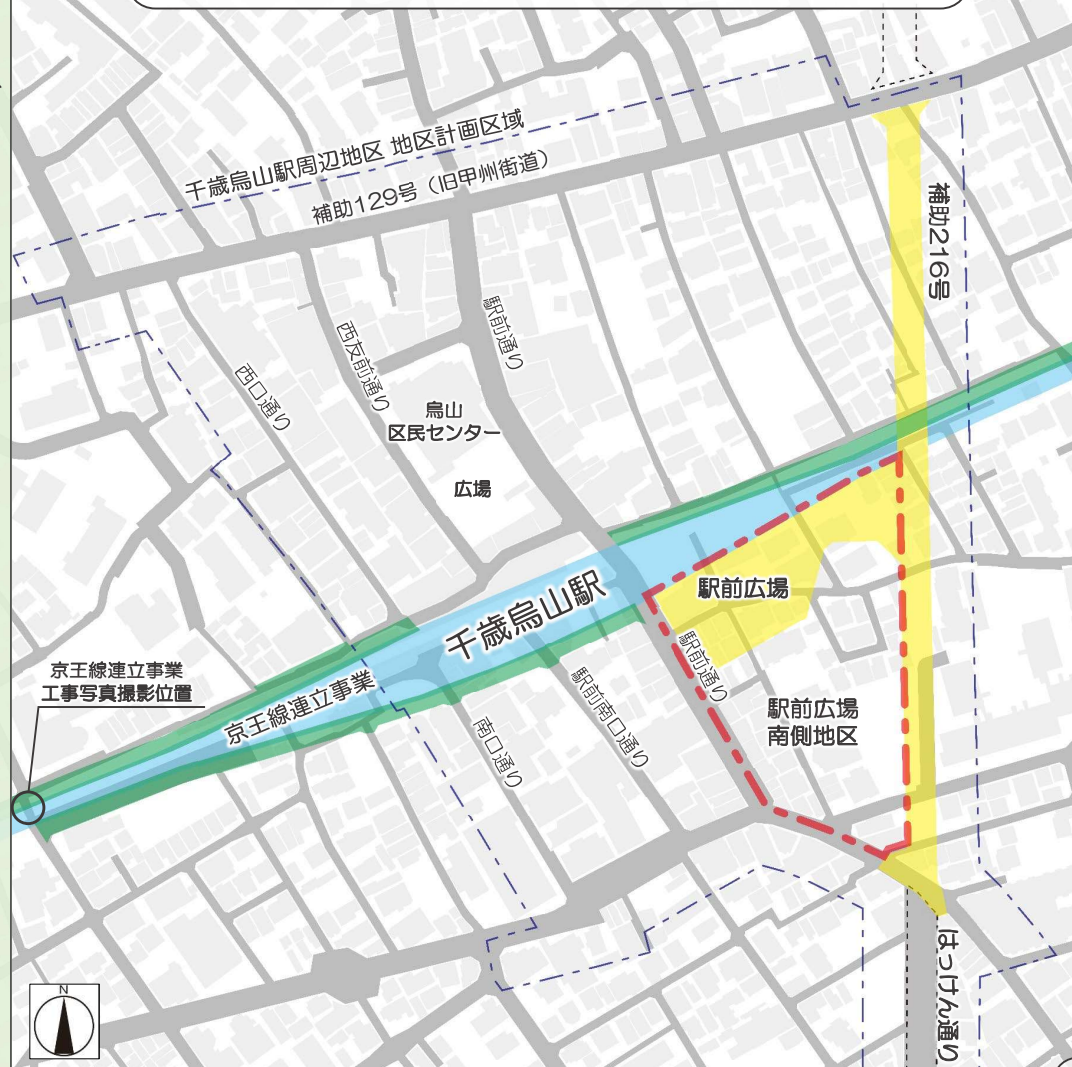 千歳烏山駅周辺地区 地区計画区域
補助129号（旧甲州街道）
補助216号
駅前通り
西友前通り
西口通り
烏山
区民センター
広場
千歳烏山駅
駅前広場
京王線連立事業
工事写真撮影位置
京王線連立事業
駅前通り
駅前南口通り
南口通り
駅前広場
南側地区
はっけん通り
N